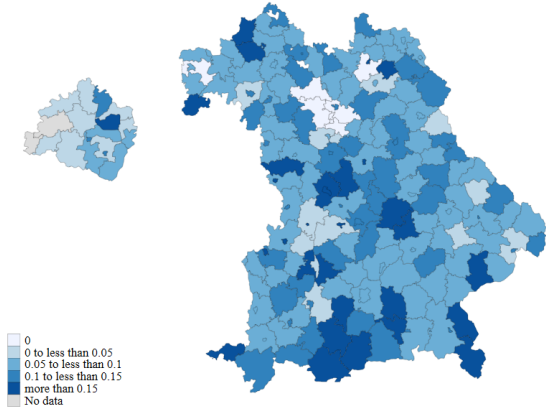 0
0 to less than 0.05
0.05 to less than 0.1
0.1 to less than 0.15
more than 0.15
No data